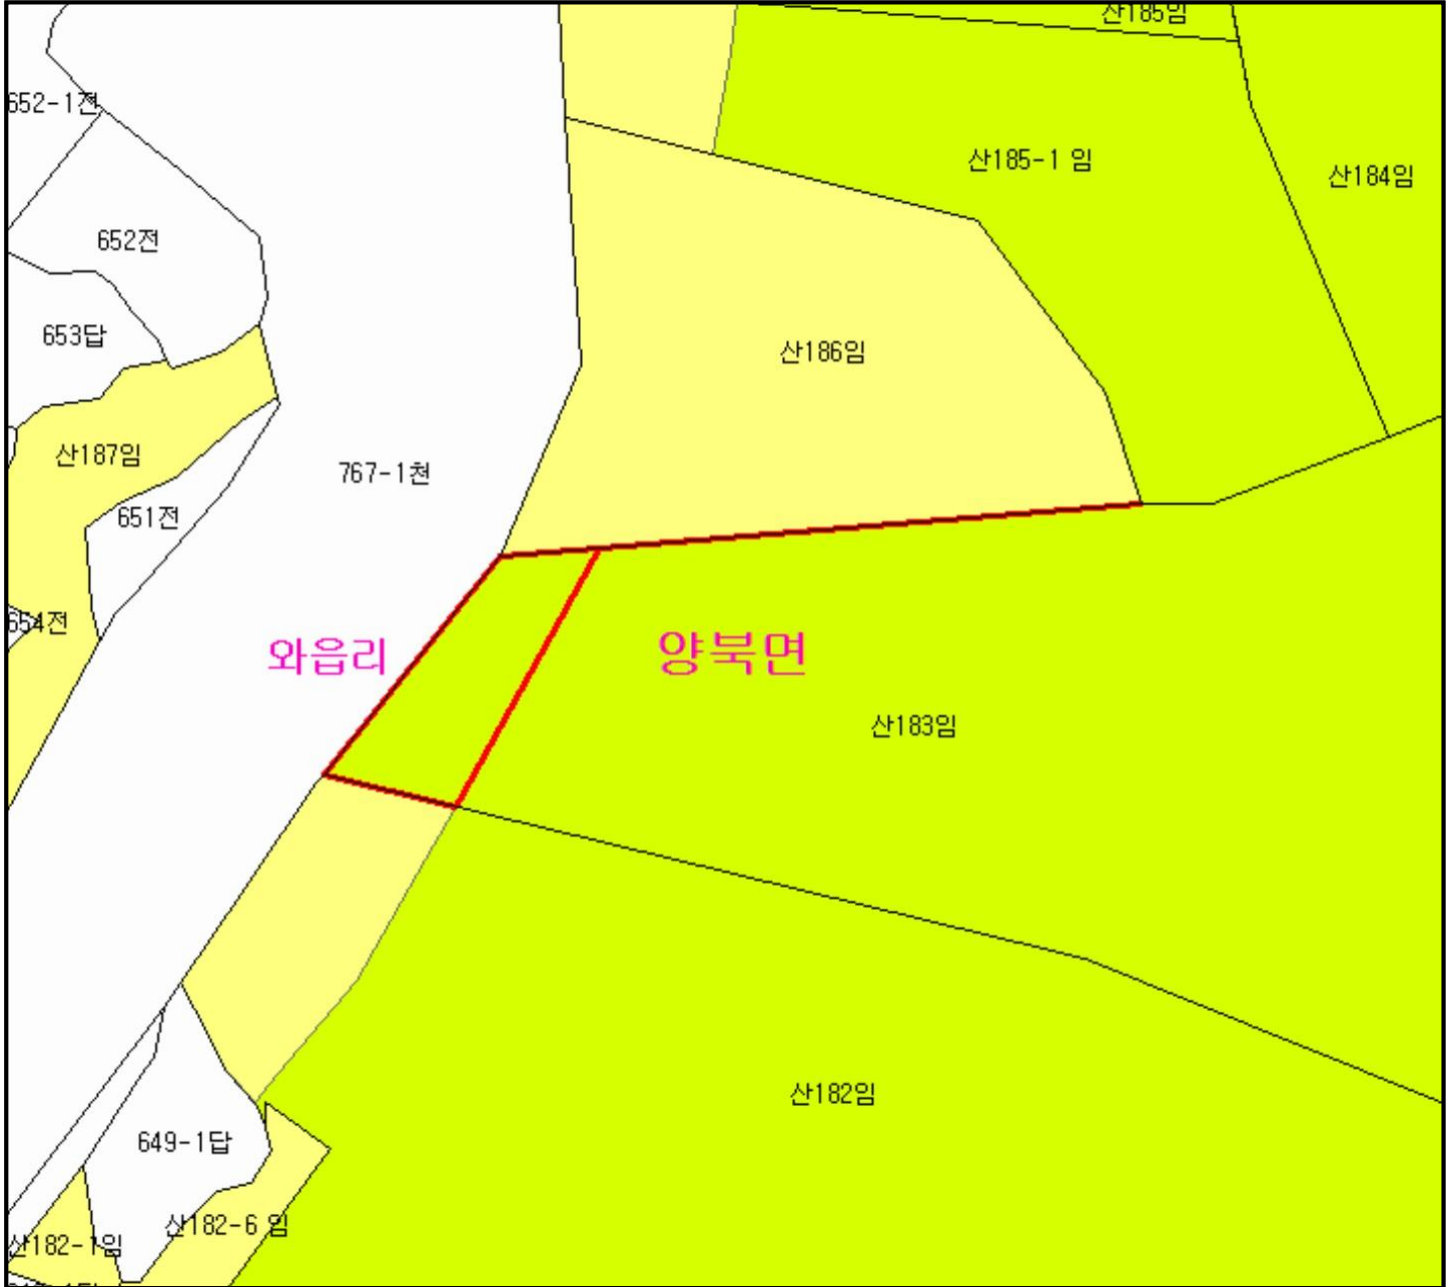 산185임
652-1전
산185-1 임
산184임
652전
653답
산186임
산187임
767-1천
651전
654전
와읍리
양북면
산183임
산182임
649-1답
산182-6 임
산182-1임